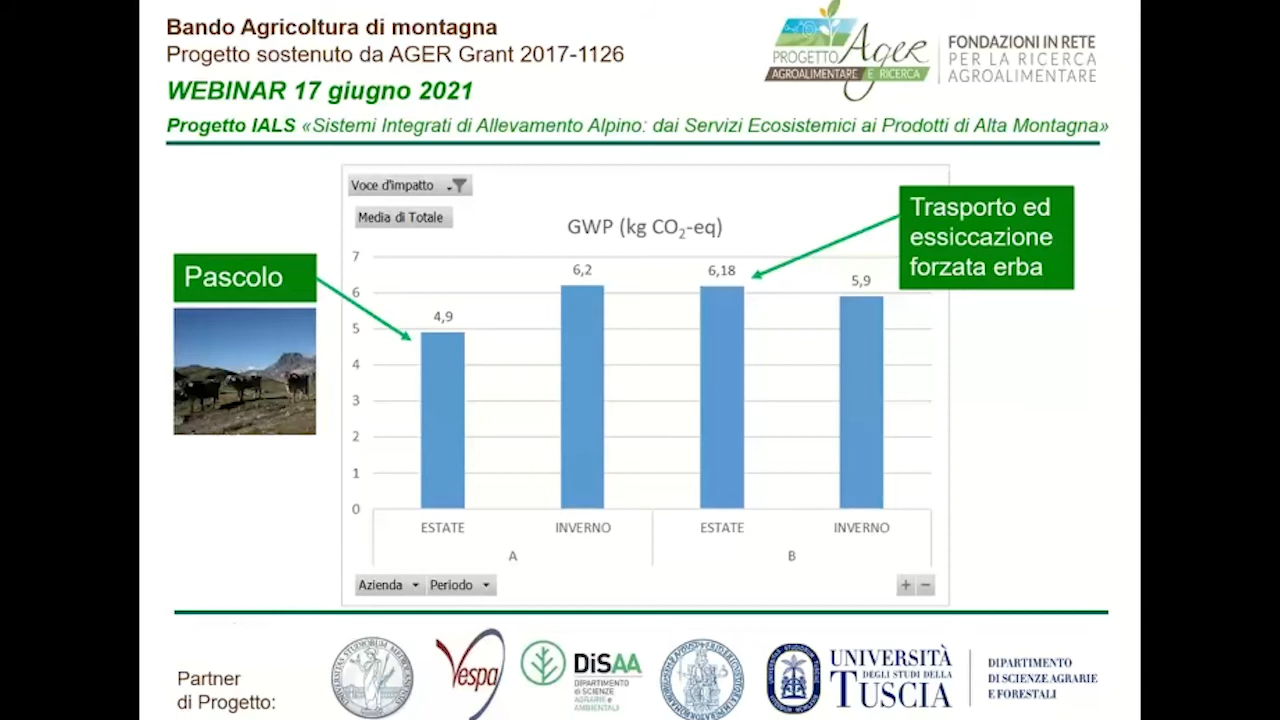 Bando Agricoltura di montagna
Progetto sostenuto da AGER Grant 2017-1126
WEBINAR 17 giugno 2021
Progetto IALS «Sistemi Integrati di Allevamento Alpino: dai Servizi Ecosistemici ai Prodotti di Alta Montagna»
PROGETTO Ager
AGROALIMENTARE E RICERCA
FONDAZIONI IN RETE
PER LA RICERCA
AGROALIMENTARE
Voce d'impatto
Media di Totale
GWP (kg CO2-eq)
Trasporto ed
essiccazione
forzata erba
Pascolo
7
6
5
4
3
2
1
0
4,9
6,2
6,18
5,9
ESTATE
INVERNO
ESTATE
INVERNO
A
B
Azienda
Periodo
+ −
Partner
di Progetto:
Vespa
DiSAA
DIPARTIMENTO
di SCIENZE
AGRARIE e
AMBIENTALI
UNIVERSITÀ
DEGLI STUDI DELLA
TUSCIA
DIPARTIMENTO
DI SCIENZE AGRARIE
E FORESTALI